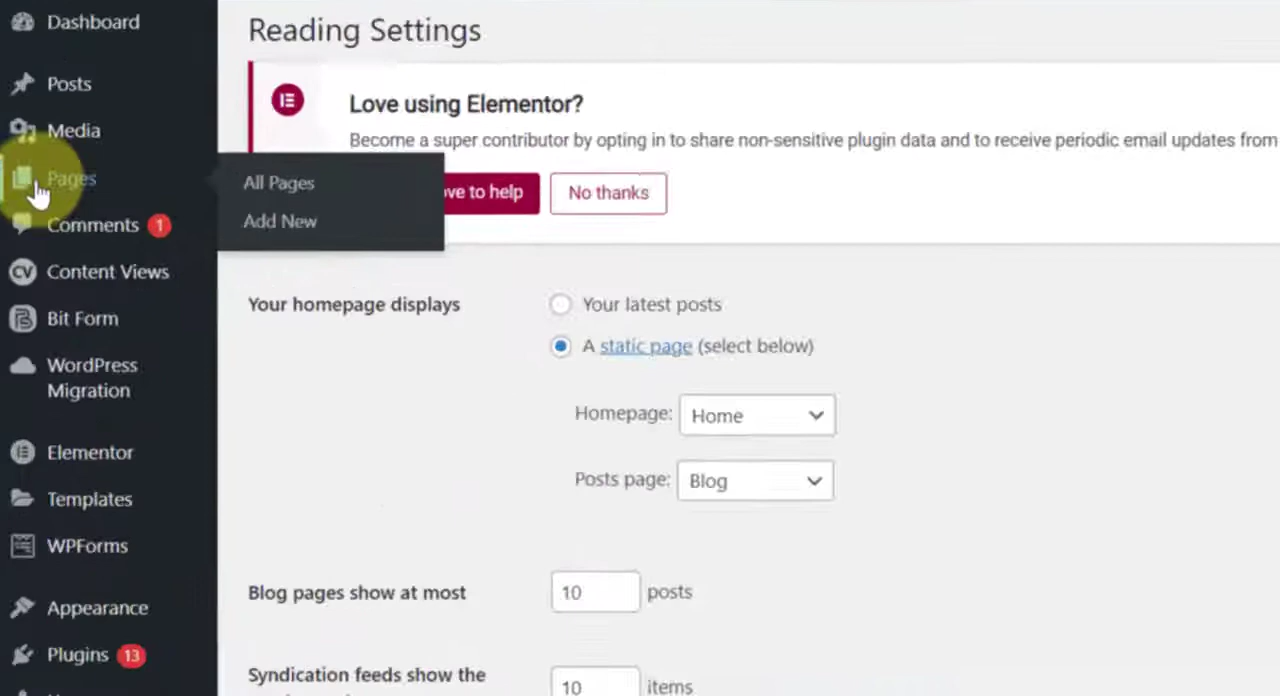 Dashboard
Posts
Media
Pages
Comments 1
Content Views
Bit Form
WordPress
Migration
Elementor
Templates
WPForms
Appearance
Plugins 13
All Pages
Add New
Reading Settings
Love using Elementor?
Become a super contributor by opting in to share non-sensitive plugin data and to receive periodic email updates from
to help
No thanks
Your homepage displays
Your latest posts
A static page (select below)
Homepage: Home
Posts page: Blog
Blog pages show at most 10 posts
Syndication feeds show the
10 items